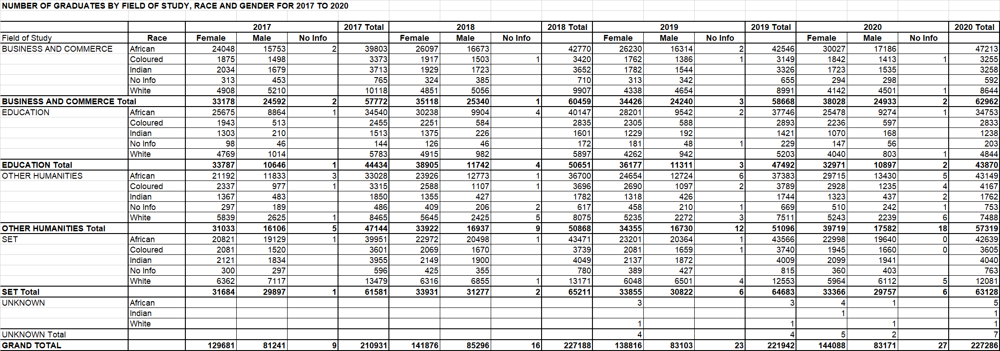 NUMBER OF GRADUATES BY FIELD OF STUDY, RACE AND GENDER FOR 2017 TO 2020
2017 2017 Total 2018 2018 Total 2019 2019 Total 2020 2020 Total
Field of Study Race Female Male No Info Female Male No Info Female Male No Info Female Male No Info
BUSINESS AND COMMERCE African 24048 15753 2 39803 26097 16673 42770 26230 16314 2 42546 30027 17186 47213
Coloured 1875 1498 3373 1917 1503 1 3420 1762 1386 1 3149 1842 1413 1 3255
Indian 2034 1679 3713 1929 1723 3652 1782 1544 3326 1723 1535 3258
No Info 313 453 765 324 385 710 313 342 655 294 298 592
White 4908 5210 10118 4851 5056 9907 4338 4654 8991 4142 4501 1 8644
BUSINESS AND COMMERCE Total 33178 24592 2 57772 35118 25340 1 60459 34426 24240 3 58668 38028 24933 2 62962
EDUCATION African 25675 8864 1 34540 30238 9904 4 40147 28201 9542 2 37746 25478 9274 1 34753
Coloured 1943 513 2455 2251 584 2835 2305 588 2893 2236 597 2833
Indian 1303 210 1513 1375 226 1601 1229 192 1421 1070 168 1238
No Info 98 46 144 126 46 172 181 48 1 229 147 56 203
White 4769 1014 5783 4915 982 5897 4262 942 5203 4040 803 1 4844
EDUCATION Total 33787 10646 1 44434 38905 11742 4 50651 36177 11311 3 47492 32971 10897 2 43870
OTHER HUMANITIES African 21192 11833 3 33028 23926 12773 1 36700 24654 12724 6 37383 29715 13430 5 43149
Coloured 2337 977 1 3315 2588 1107 1 3696 2690 1097 2 3789 2928 1235 4 4167
Indian 1367 483 1850 1355 427 1782 1318 426 1744 1323 437 2 1762
No Info 297 189 486 409 206 2 617 458 210 1 669 510 242 1 753
White 5839 2625 1 8465 5645 2425 5 8075 5235 2272 3 7511 5243 2239 6 7488
OTHER HUMANITIES Total 31033 16106 5 47144 33922 16937 9 50868 34355 16730 12 51096 39719 17582 18 57319
SET African 20821 19129 1 39951 22972 20498 1 43471 23201 20364 1 43566 22998 19640 0 42639
Coloured 2081 1520 3601 2069 1670 3739 2081 1659 1 3740 1945 1660 0 3605
Indian 2121 1834 3955 2149 1900 4049 2137 1872 4009 2099 1941 4040
No Info 300 297 596 425 355 780 389 427 815 360 403 763
White 6362 7117 13479 6316 6855 1 13171 6048 6501 4 12553 5964 6112 5 12081
SET Total 31684 29897 1 61581 33931 31277 2 65211 33855 30822 6 64683 33366 29757 6 63128
UNKNOWN African 3 3 4 1 5
Indian 1 1
White 1 1 1 1
UNKNOWN Total 4 4 5 2 7
GRAND TOTAL 129681 81241 9 210931 141876 85296 16 227188 138816 83103 23 221942 144088 83171 27 227286